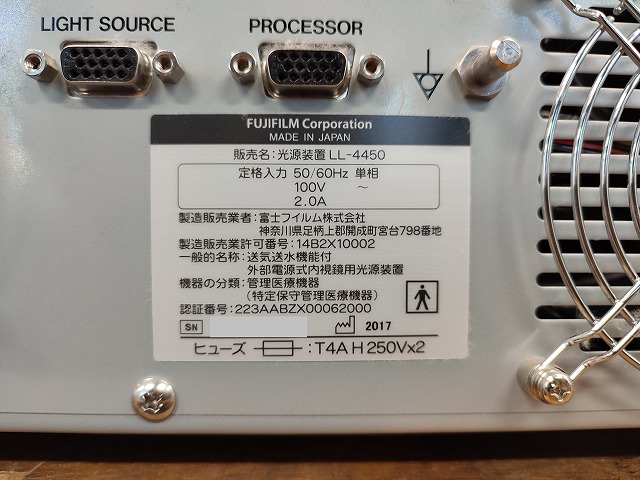 LIGHT SOURCE
PROCESSOR
FUJIFILM Corporation
MADE IN JAPAN
販売名：光源装置 LL-4450
定格入力 50/60Hz 単相
100V ～
2.0A
製造販売業者：富士フイルム株式会社
神奈川県足柄上郡開成町宮台798番地
製造販売業許可番号：14B2X10002
一般的名称：送気送水機能付
外部電源式内視鏡用光源装置
機器の分類：管理医療機器
（特定保守管理医療機器）
認証番号：223AABZX00062000
SN
2017
ヒューズ ：T4A H 250V×2